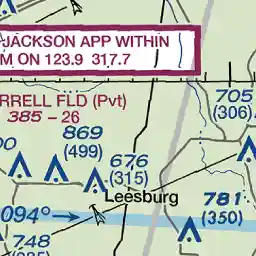 JACKSON APP WITHIN
M ON 123.9 317.7
RRELL FLD (Pvt)
385 - 26
705
(306)
869
(499)
676
(315)
Leesburg
781
(350)
094°→
748